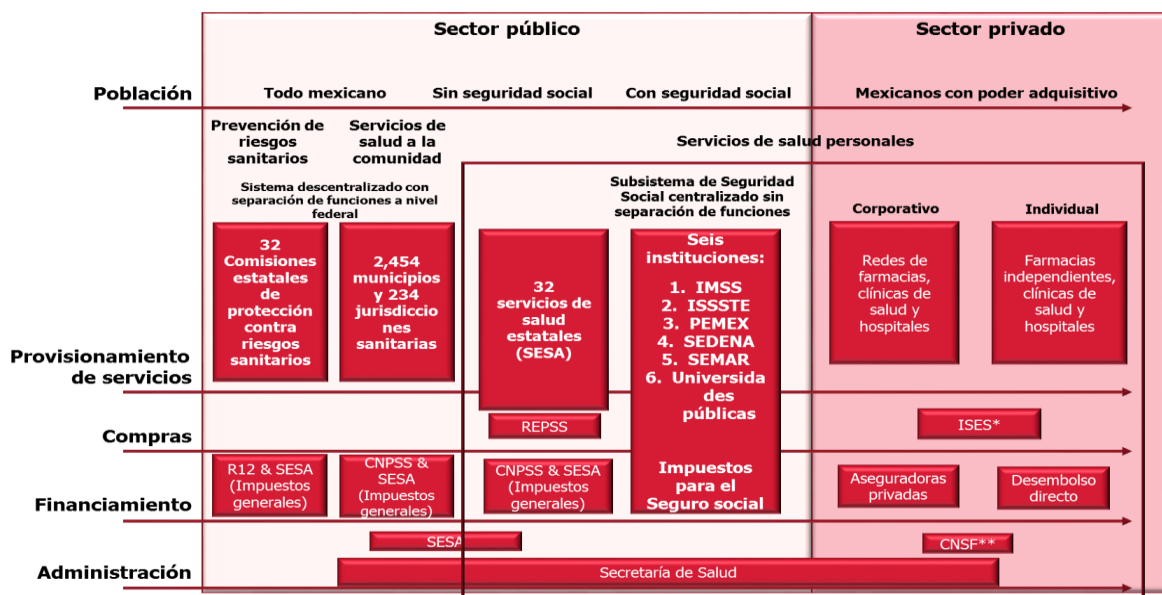 Sector público
Sector privado
Población
Todo mexicano
Sin seguridad social
Con seguridad social
Mexicanos con poder adquisitivo
Prevención de
riesgos
sanitarios
Servicios de
salud a la
comunidad
Servicios de salud personales
Sistema descentralizado con
separación de funciones a nivel
federal
Subsistema de Seguridad
Social centralizado sin
separación de funciones
Corporativo
Individual
32
Comisiones
estatales
de
protección
contra
riesgos
sanitarios
2,454
municipios
y 234
jurisdiccio
nes
sanitarias
32
servicios de
salud
estatales
(SESA)
Seis
instituciones:
1. IMSS
2. ISSSTE
3. PEMEX
4. SEDENA
5. SEMAR
6. Universida
des
públicas
Redes de
farmacias,
clínicas de
salud y
hospitales
Farmacias
independientes,
clínicas de
salud y
hospitales
Provisionamiento
de servicios
REPSS
ISES*
Compras
R12 & SESA
(Impuestos
generales)
CNPSS &
SESA
(Impuestos
generales)
CNPSS & SESA
(Impuestos
generales)
Impuestos
para el
Seguro social
Aseguradoras
privadas
Desembolso
directo
Financiamiento
SESA
CNSF**
Administración
Secretaría de Salud